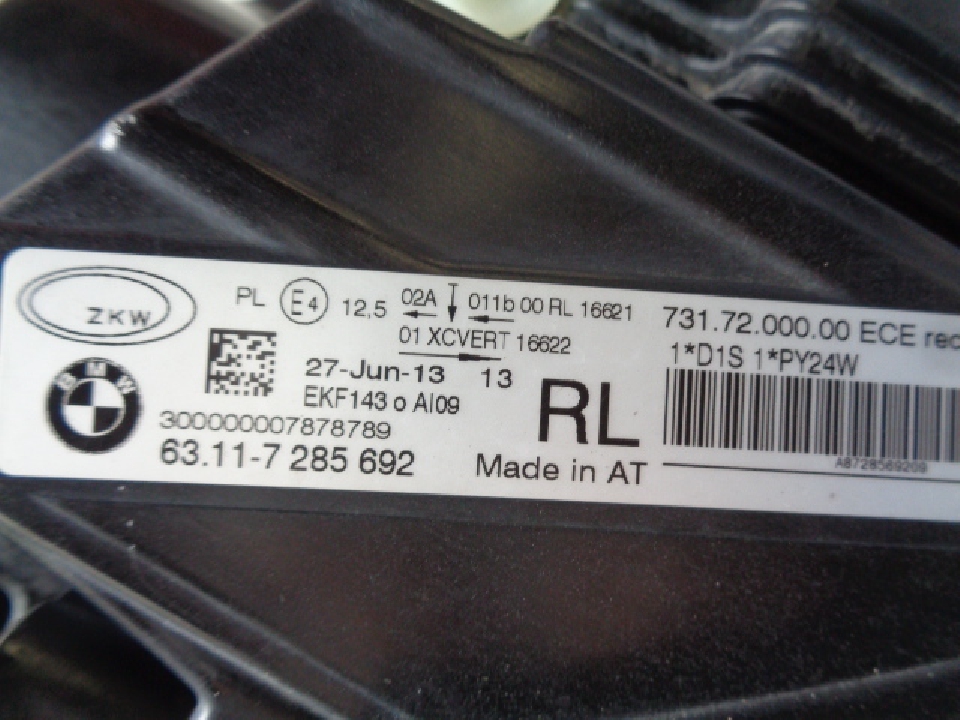 ZKW
BMW
PL E4 12,5 02A 011b 00 RL 16621
01 XCVERT 16622
27-Jun-13 13
EKF143 o AI09
300000007878789
63.11-7 285 692
RL
Made in AT
731.72.000.00 ECE rec
1*D1S 1*PY24W
A8728569209